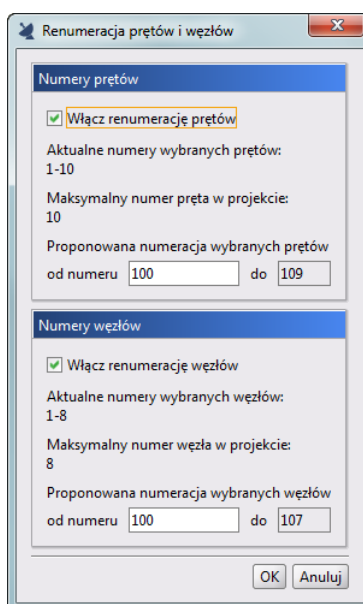 Renumeracja prętów i węzłów
Numery prętów
Włącz renumerację prętów
Aktualne numery wybranych prętów:
1-10
Maksymalny numer pręta w projekcie:
10
Proponowana numeracja wybranych prętów
od numeru 100 do 109
Numery węzłów
Włącz renumerację węzłów
Aktualne numery wybranych węzłów:
1-8
Maksymalny numer węzła w projekcie:
8
Proponowana numeracja wybranych węzłów
od numeru 100 do 107
OK Anuluj